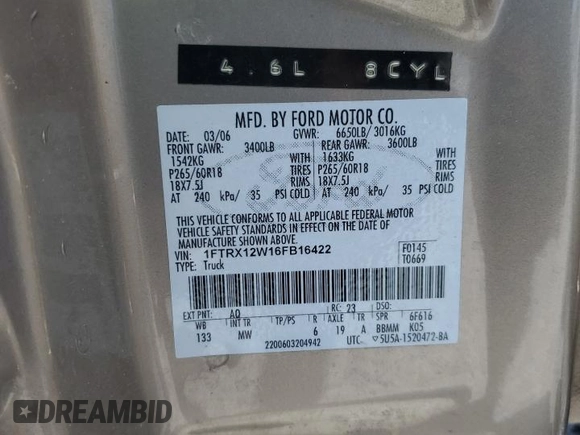 4.6L 8CYL
MFD. BY FORD MOTOR CO.
DATE: 03/06 GVWR: 6650LB/ 3016KG
FRONT GAWR: 3400LB REAR GAWR: 3600LB
1542KG WITH 1633KG WITH
P265/60R18 TIRES P265/60R18 TIRES
18X7.5J RIMS 18X7.5J RIMS
AT 240 kPa/ 35 PSI COLD AT 240 kPa/ 35 PSI COLD
THIS VEHICLE CONFORMS TO ALL APPLICABLE FEDERAL MOTOR
VEHICLE SAFETY STANDARDS IN EFFECT ON THE DATE OF
MANUFACTURE SHOWN ABOVE.
VIN: 1FTRX12W16FB16422 F0145
TYPE: Truck T0669
EXT PNT: AQ RC: 23 DSO:
WB INT TR TP/PS R AXLE TR SPR 6F616
133 MW 6 19 A BBMM K05
2200603204942 UTC. ▽5U5A-1520472-BA
DREAMBID